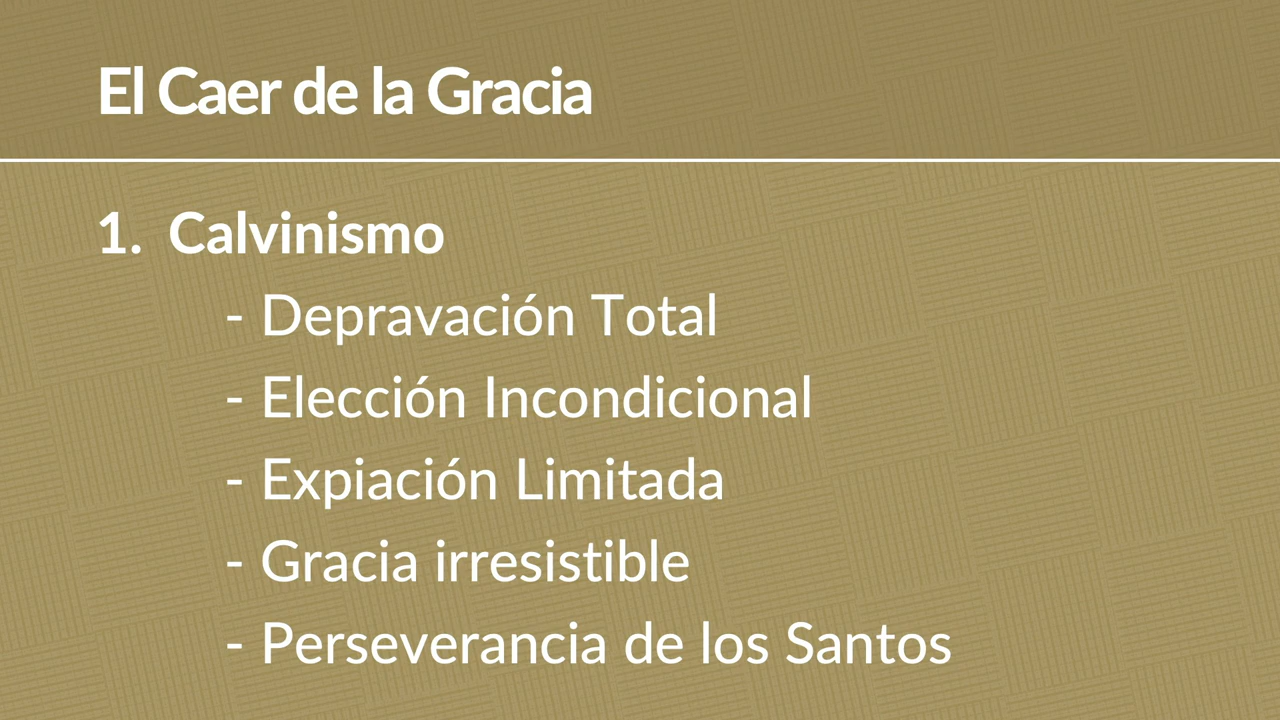 El Caer de la Gracia
1. Calvinismo
- Depravación Total
- Elección Incondicional
- Expiación Limitada
- Gracia irresistible
- Perseverancia de los Santos